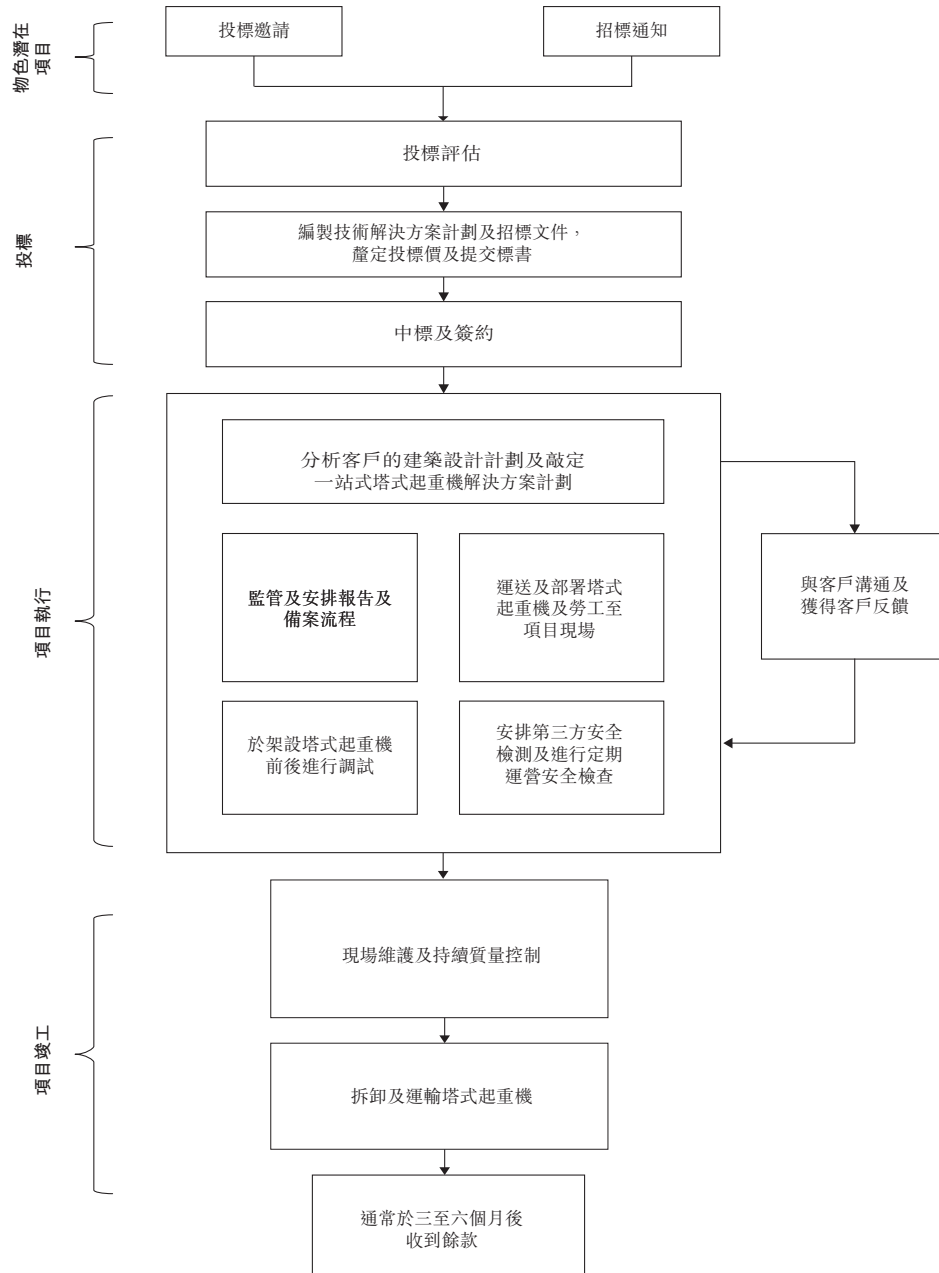 物色潛在
項目
投標邀請
招標通知
投標
投標評估
編製技術解決方案計劃及招標文件，
釐定投標價及提交標書
中標及簽約
項目執行
分析客戶的建築設計計劃及敲定
一站式塔式起重機解決方案計劃
監管及安排報告及
備案流程
運送及部署塔式
起重機及勞工至
項目現場
與客戶溝通及
獲得客戶反饋
於架設塔式起重機
前後進行調試
安排第三方安全
檢測及進行定期
運營安全檢查
項目竣工
現場維護及持續質量控制
拆卸及運輸塔式起重機
通常於三至六個月後
收到餘款